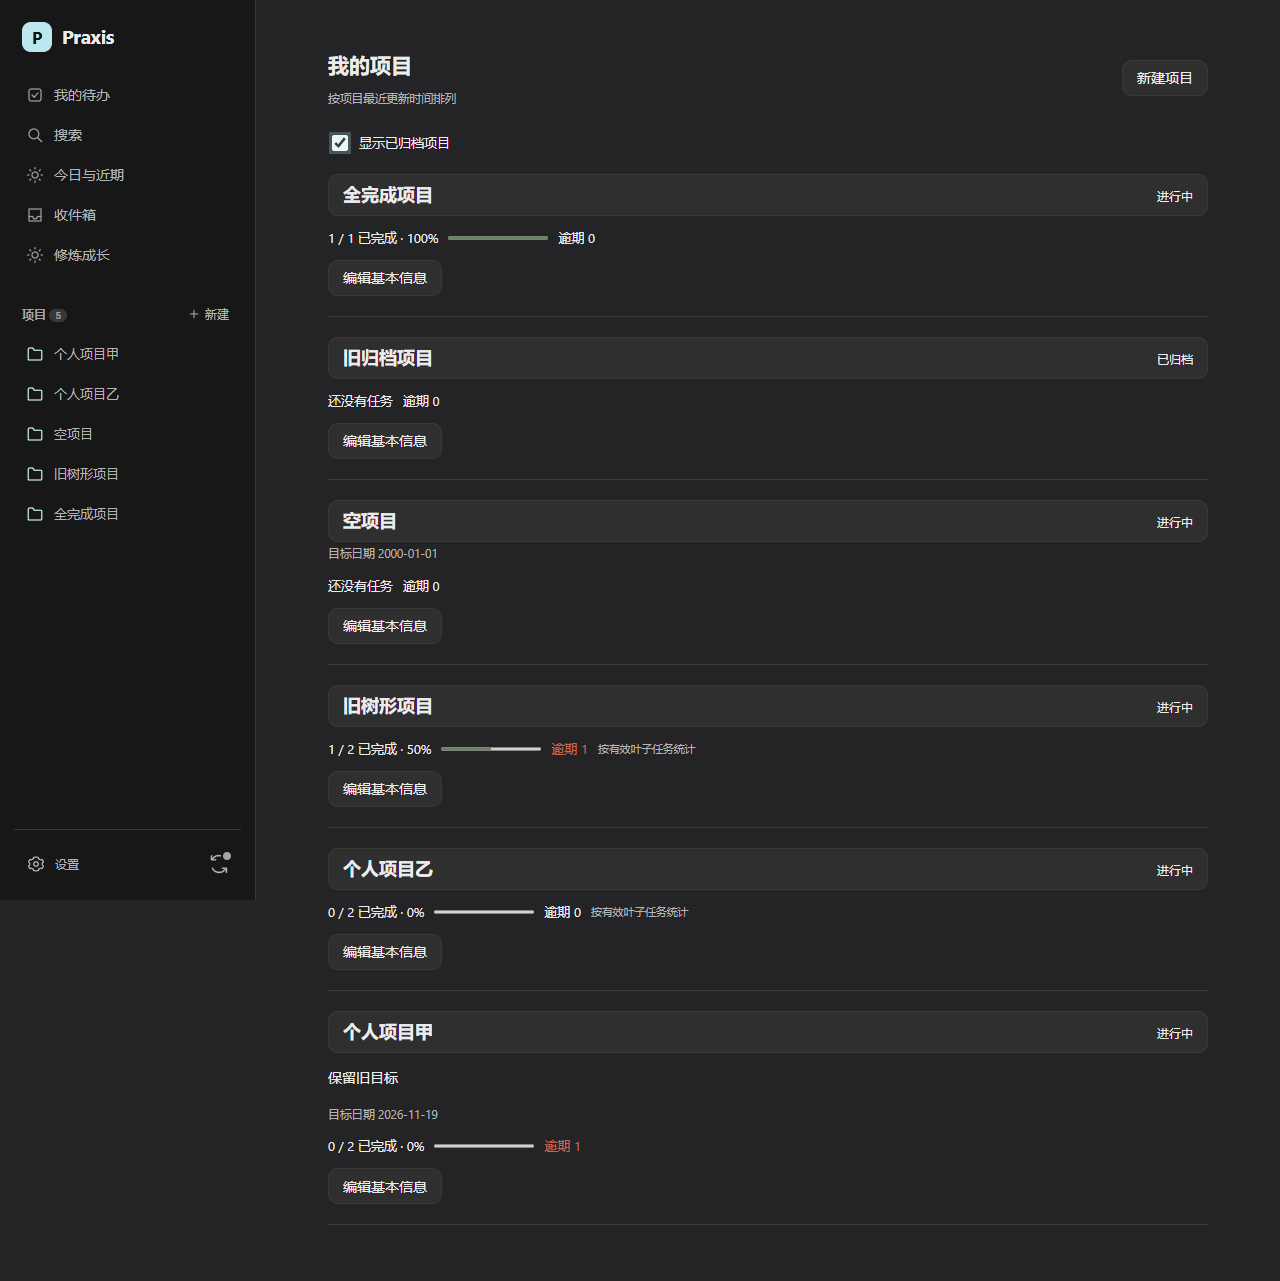 P Praxis
我的待办
搜索
今日与近期
收件箱
修炼成长
项目 5 + 新建
个人项目甲
个人项目乙
空项目
旧树形项目
全完成项目
设置
我的项目
新建项目
按项目最近更新时间排列
显示已归档项目
全完成项目 进行中
1 / 1 已完成 · 100% 逾期 0
编辑基本信息
旧归档项目 已归档
还没有任务 逾期 0
编辑基本信息
空项目 进行中
目标日期 2000-01-01
还没有任务 逾期 0
编辑基本信息
旧树形项目 进行中
1 / 2 已完成 · 50% 逾期 1 按有效叶子任务统计
编辑基本信息
个人项目乙 进行中
0 / 2 已完成 · 0% 逾期 0 按有效叶子任务统计
编辑基本信息
个人项目甲 进行中
保留旧目标
目标日期 2026-11-19
0 / 2 已完成 · 0% 逾期 1
编辑基本信息